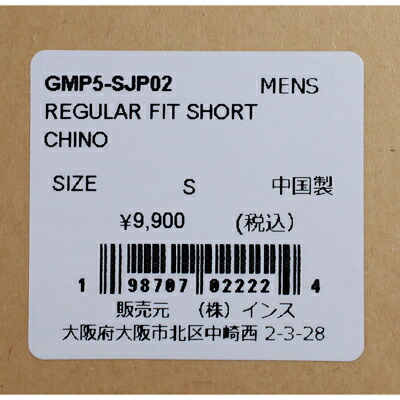 GMP5-SJP02 MENS
REGULAR FIT SHORT
CHINO
SIZE S 中国製
¥9,900 (税込)
1 98707 02222 4
販売元 (株) インス
大阪府大阪市北区中崎西 2-3-28